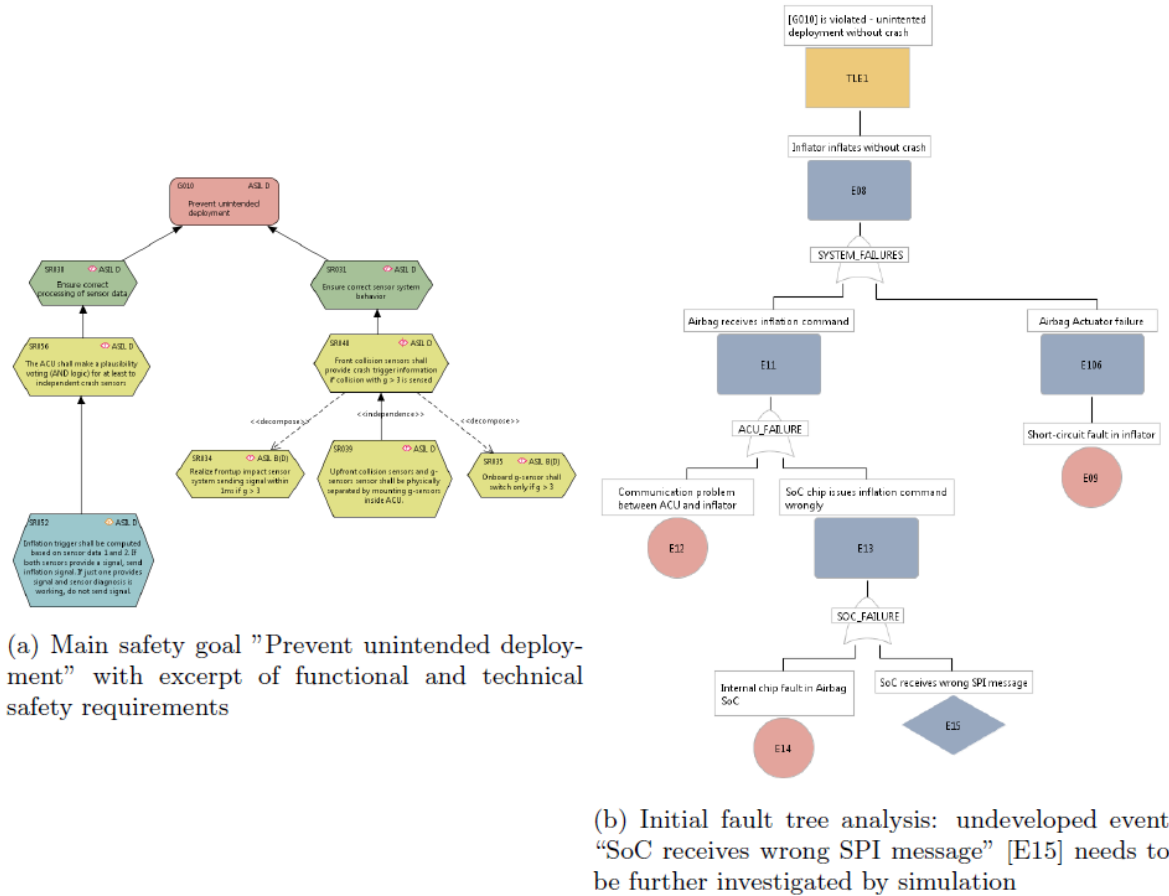 G010 ASIL D
Prevent unintended
deployment
SR030 ASIL D
Ensure correct
processing of sensor data
SR031 ASIL D
Ensure correct sensor system
behavior
SR056 ASIL D
The ACU shall make a plausibility
voting (AND logic) for at least to
independent crash sensors
SR040 ASIL D
Front collision sensors shall
provide crash trigger information
if collision with g > 3 is sensed
<<decompose>>
<<independence>>
<<decompose>>
SR034 ASIL B(D)
Realize frontup impact sensor
system sending signal within
1ms if g > 3
SR039 ASIL D
Upfront collision sensors and g-
sensors sensor shall be physically
separated by mounting g-sensors
inside ACU.
SR035 ASIL B(D)
Onboard g-sensor shall
switch only if g > 3
SR052 ASIL D
Inflation trigger shall be computed
based on sensor data 1 and 2. If
both sensors provide a signal, send
inflation signal. If just one provides
signal and sensor diagnosis is
working, do not send signal.
(a) Main safety goal ”Prevent unintended deploy-
ment” with excerpt of functional and technical
safety requirements
[G010] is violated - unintented
deployment without crash
TLE1
Inflator inflates without crash
E08
SYSTEM_FAILURES
Airbag receives inflation command
E11
Airbag Actuator failure
E106
ACU_FAILURE
Short-circuit fault in inflator
E09
Communication problem
between ACU and inflator
E12
SoC chip issues inflation command
wrongly
E13
SOC_FAILURE
Internal chip fault in Airbag
SoC
E14
SoC receives wrong SPI message
E15
(b) Initial fault tree analysis: undeveloped event
“SoC receives wrong SPI message” [E15] needs to
be further investigated by simulation